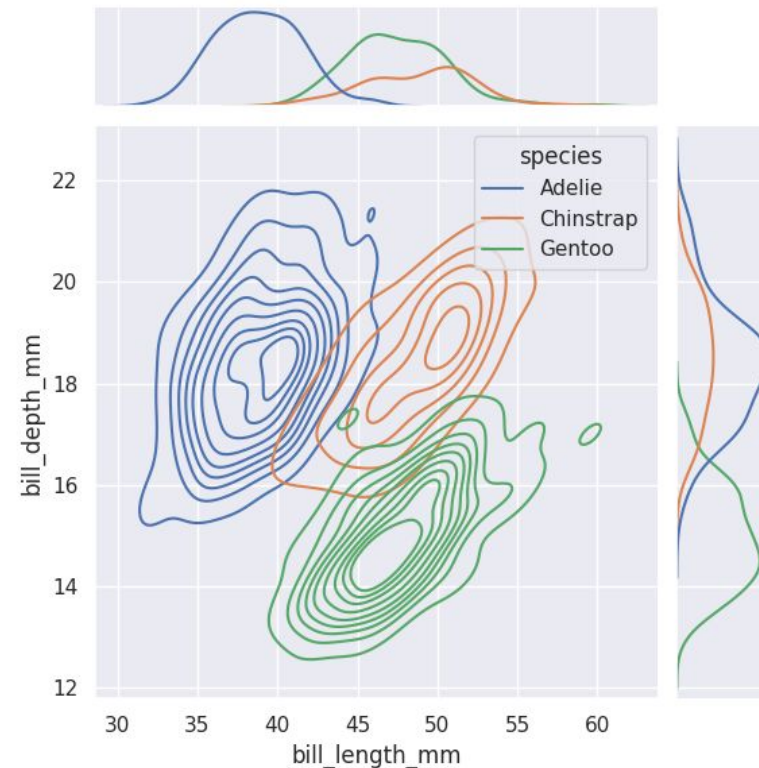 species
Adelie
Chinstrap
Gentoo
22
20
18
16
14
12
bill_depth_mm
30 35 40 45 50 55 60
bill_length_mm